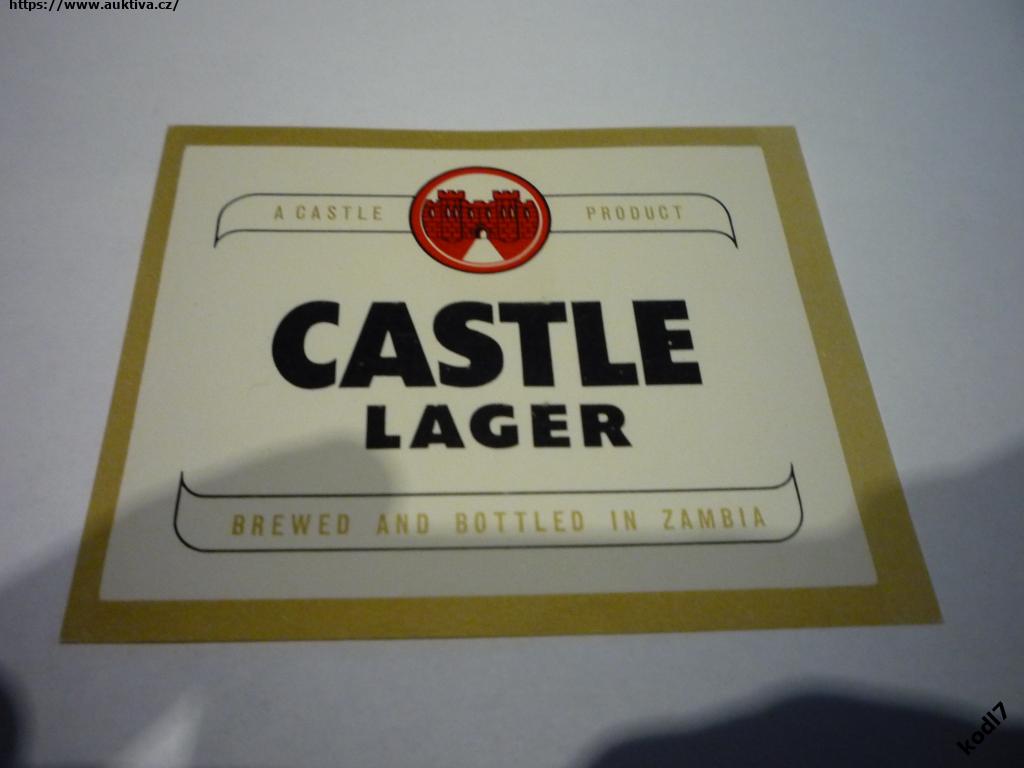 https://www.auktiva.cz/
A CASTLE PRODUCT
CASTLE
LAGER
BREWED AND BOTTLED IN ZAMBIA
kodl7